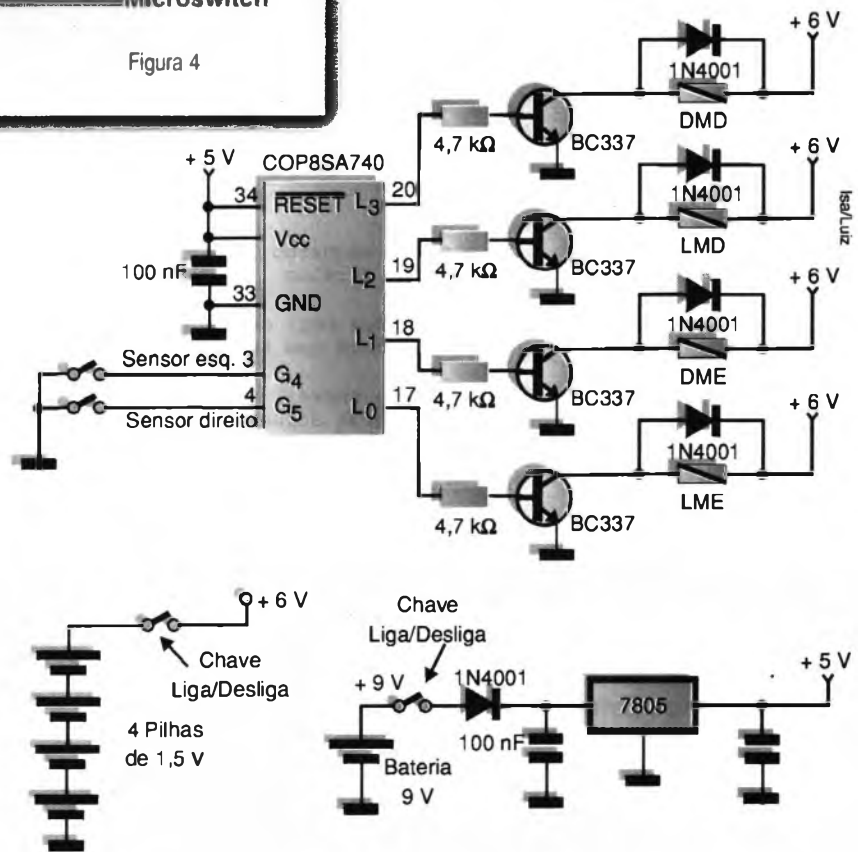 Microswitch
Figura 4
+ 6 V
1N4001
DMD
4,7 kΩ
BC337
+ 5 V
COP8SA740
34
RESET
L3
20
Vcc
100 nF
33
GND
L2
19
L1
18
Sensor esq. 3
G4
4
G5
L0
17
Sensor direito
+ 6 V
1N4001
LMD
4,7 kΩ
BC337
Isa/Luiz
+ 6 V
1N4001
DME
4,7 kΩ
BC337
+ 6 V
1N4001
LME
4,7 kΩ
BC337
+ 6 V
Chave
Liga/Desliga
4 Pilhas
de 1,5 v
Chave
Liga/Desliga
+ 9 V
1N4001
Bateria
9 V
100 nF
7805
+ 5 V